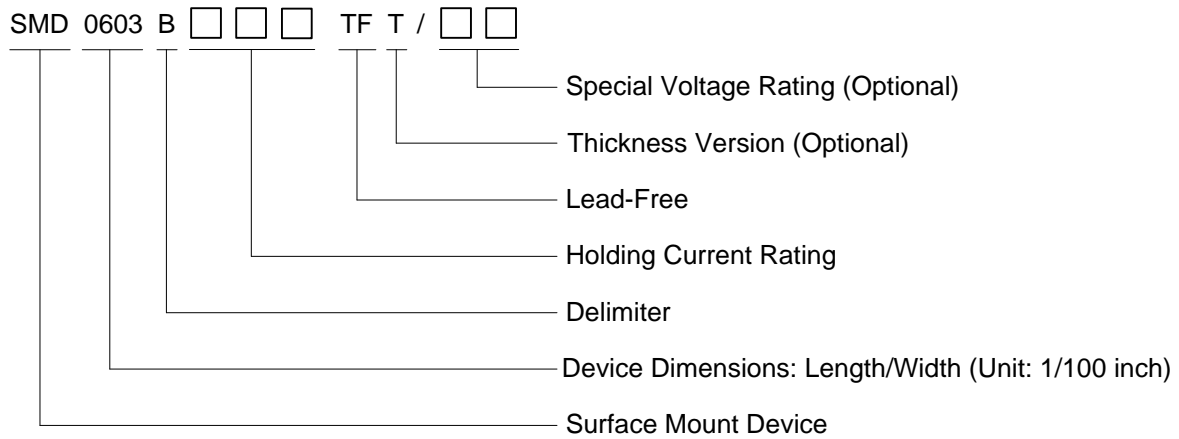 SMD 0603 B □ □ □ TF T / □ □
Special Voltage Rating (Optional)
Thickness Version (Optional)
Lead-Free
Holding Current Rating
Delimiter
Device Dimensions: Length/Width (Unit: 1/100 inch)
Surface Mount Device